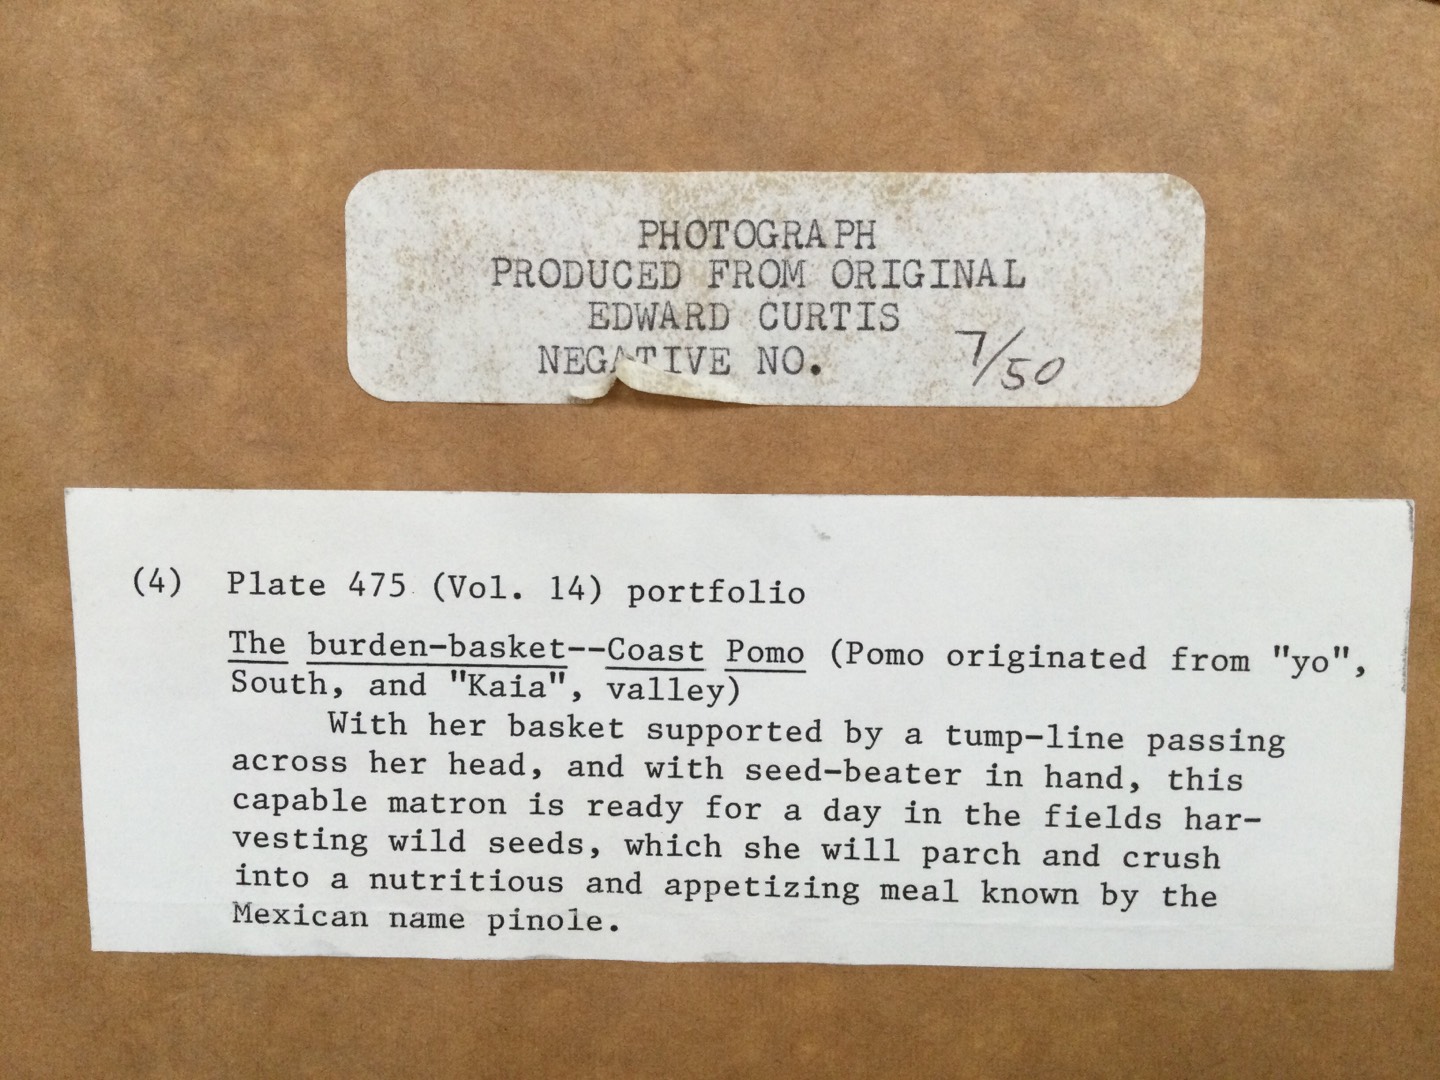 PHOTOGRAPH
PRODUCED FROM ORIGINAL
EDWARD CURTIS
NEGATIVE NO. 7/50
(4) Plate 475 (Vol. 14) portfolio
The burden-basket--Coast Pomo (Pomo originated from "yo",
South, and "Kaia", valley)
With her basket supported by a tump-line passing
across her head, and with seed-beater in hand, this
capable matron is ready for a day in the fields har-
vesting wild seeds, which she will parch and crush
into a nutritious and appetizing meal known by the
Mexican name pinole.